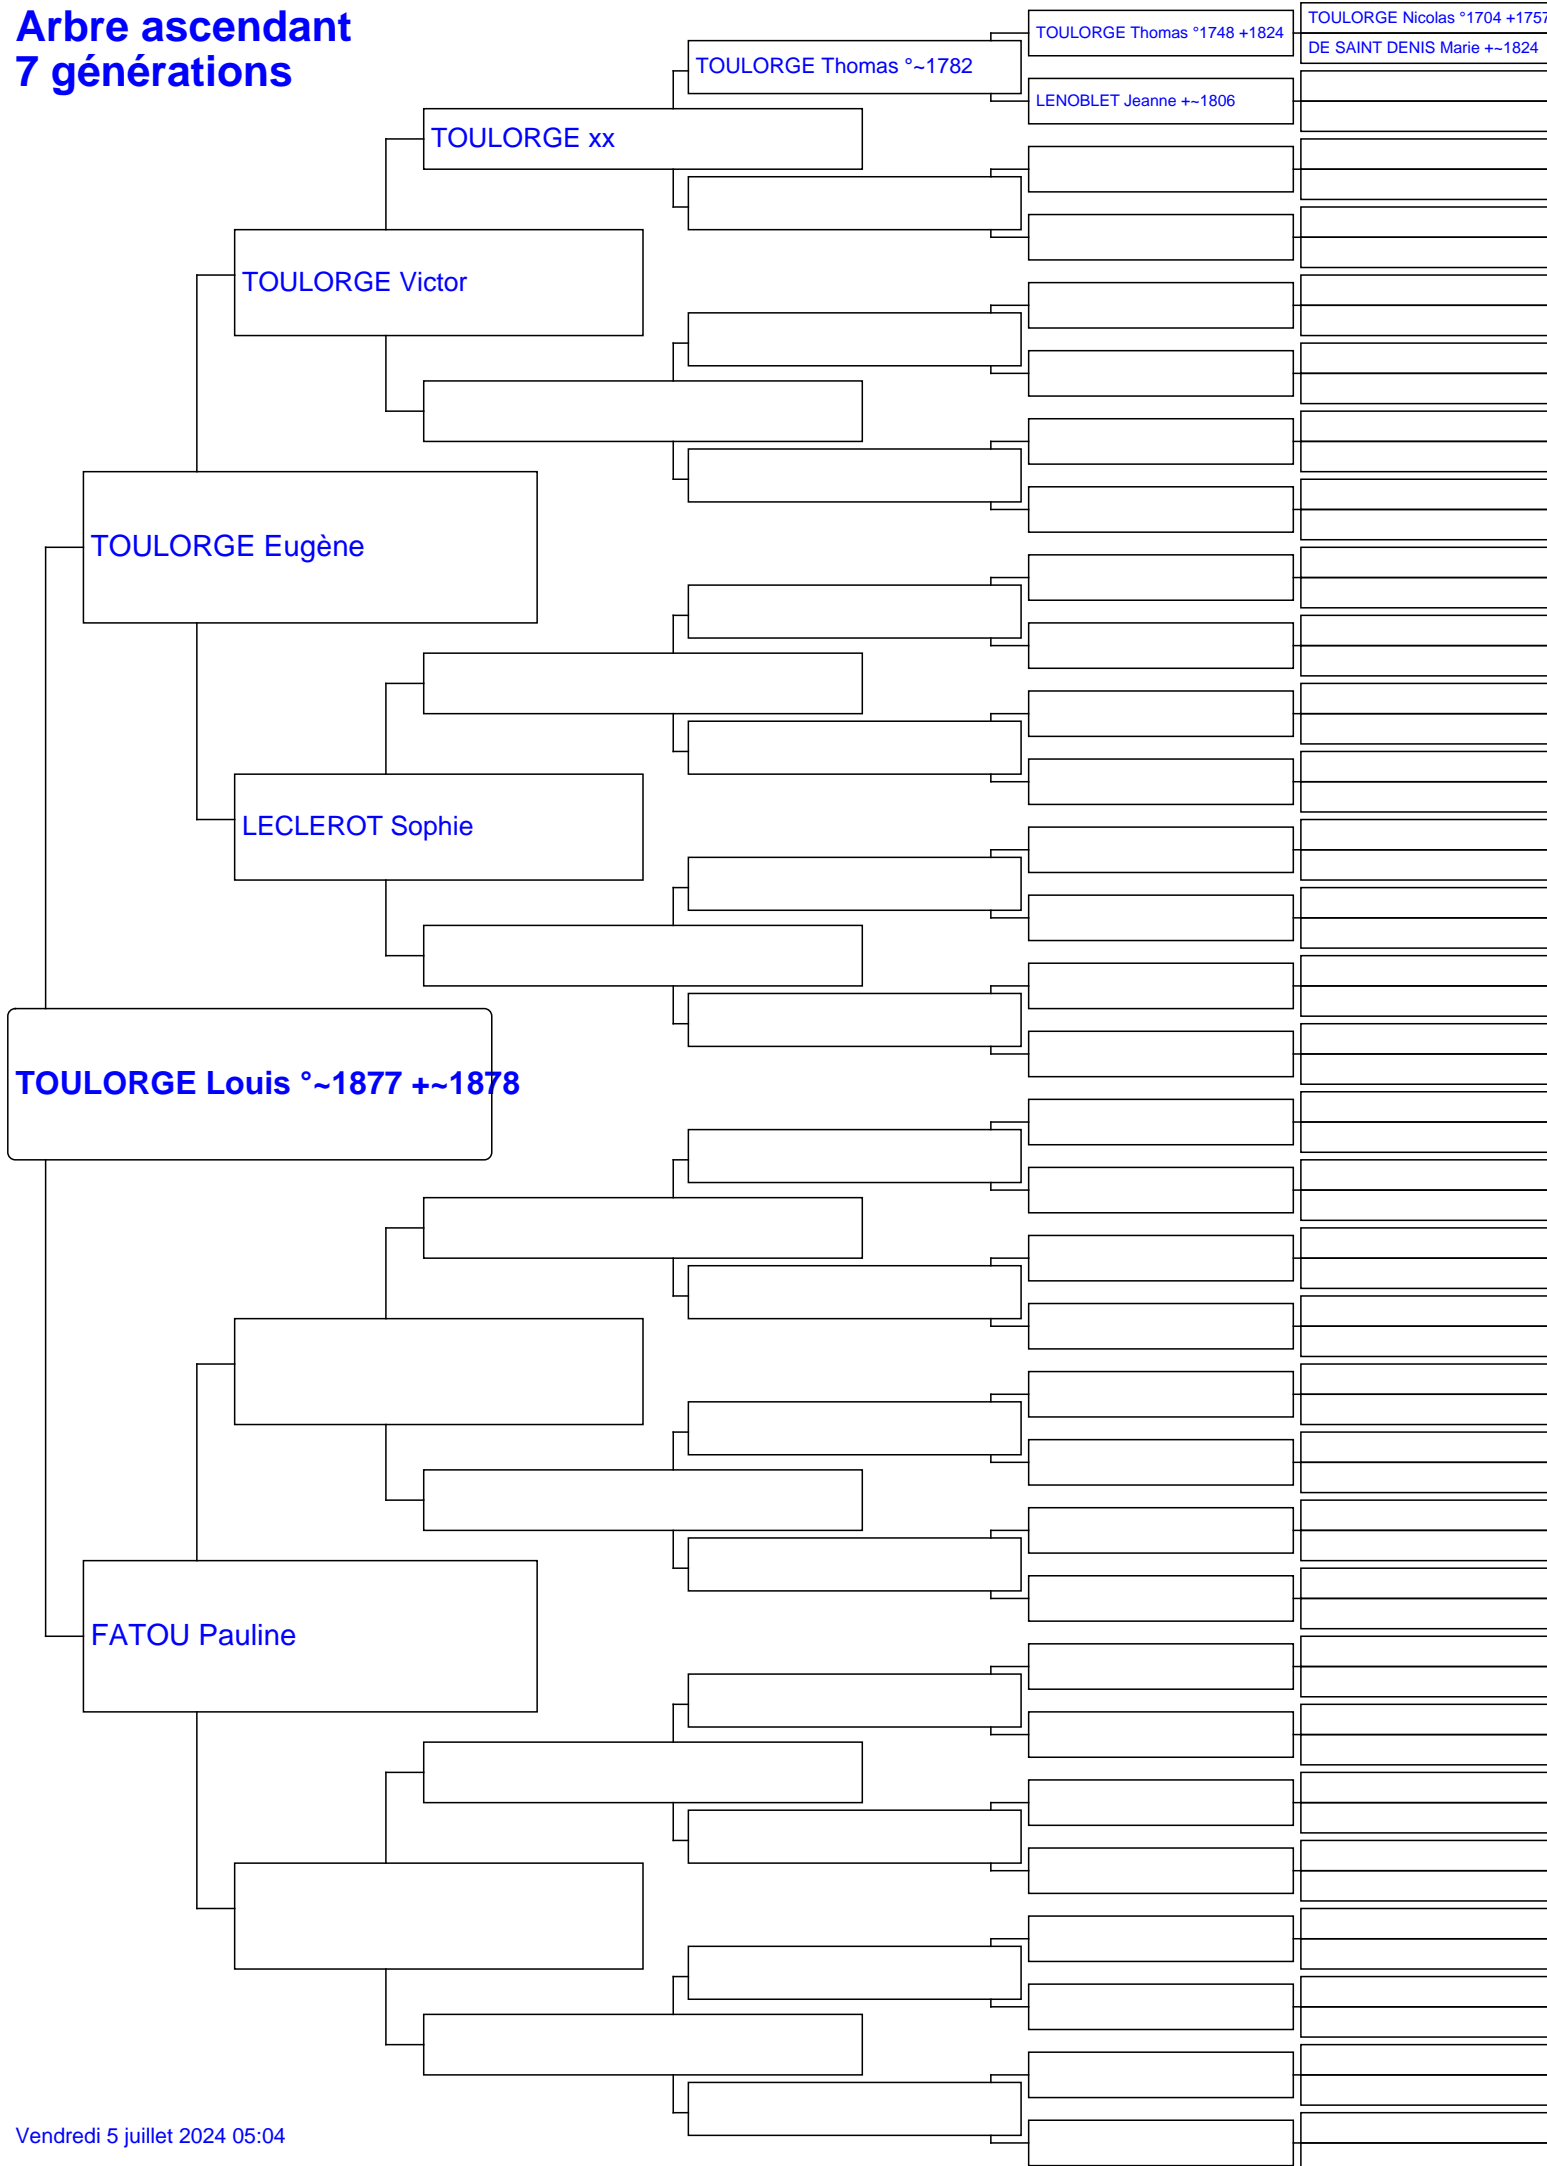 Arbre ascendant
7 générations
TOULORGE Nicolas °1704 +1757
TOULORGE Thomas °1748 +1824
DE SAINT DENIS Marie +~1824
TOULORGE Thomas °~1782
LENOBLET Jeanne +~1806
TOULORGE xx
TOULORGE Victor
TOULORGE Eugène
LECLEROT Sophie
TOULORGE Louis °~1877 +~1878
FATOU Pauline
Vendredi 5 juillet 2024 05:04